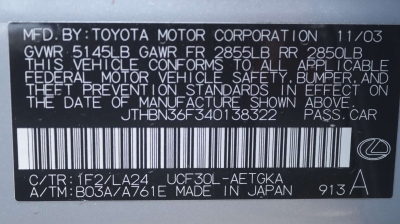 MFD. BY: TOYOTA MOTOR CORPORATION 11/03
GVWR 5145LB GAWR FR 2855LB RR 2850LB
THIS VEHICLE CONFORMS TO ALL APPLICABLE
FEDERAL MOTOR VEHICLE SAFETY, BUMPER, AND
THEFT PREVENTION STANDARDS IN EFFECT ON
THE DATE OF MANUFACTURE SHOWN ABOVE.
JTHBN36F340138322 PASS. CAR
C/TR: 1F2/LA24 UCF30L-AETGKA
A/TM: B03A/A761E MADE IN JAPAN 913 A